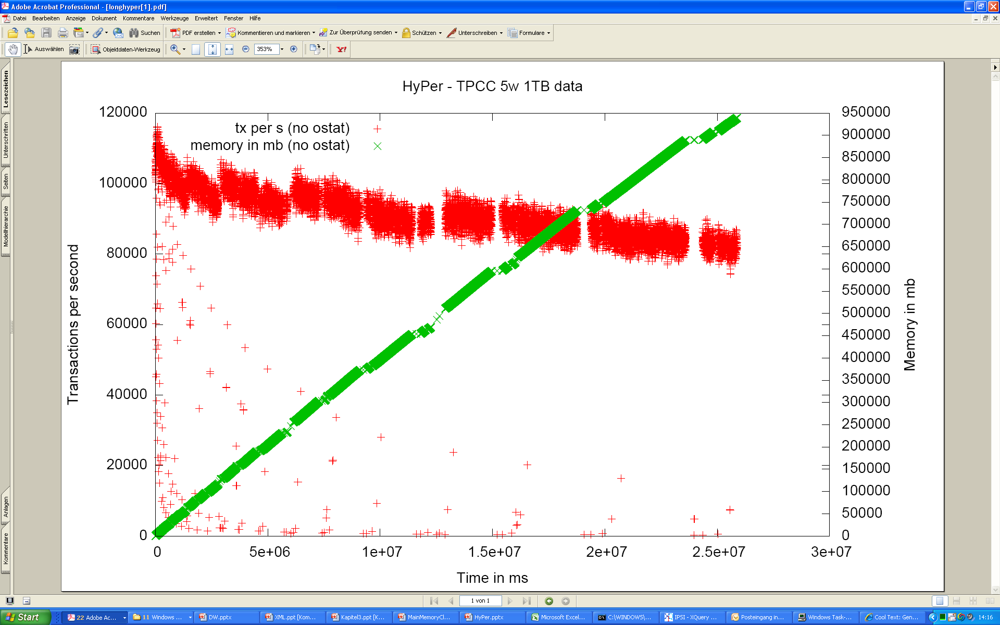 Adobe Acrobat Professional - [longhyper[1].pdf]
Datei Bearbeiten Anzeige Dokument Kommentare Werkzeuge Erweitert Fenster Hilfe
Suchen PDF erstellen Kommentieren und markieren Zur Überprüfung senden Schützen Unterschreiben Formulare
Auswählen Objektdaten-Werkzeug 353% Y!
Lesezeichen
Unterschriften
Seiten
Modellhierarchie
Anlagen
Kommentare
HyPer - TPCC 5w 1TB data
tx per s (no ostat)
memory in mb (no ostat)
120000
100000
80000
60000
40000
20000
0
Transactions per second
950000
900000
850000
800000
750000
700000
650000
600000
550000
500000
450000
400000
350000
300000
250000
200000
150000
100000
50000
0
Memory in mb
0 5e+06 1e+07 1.5e+07 2e+07 2.5e+07 3e+07
Time in ms
1 von 1
Start 22 Adobe Ac... 11 Windows ... DW.pptx XML.ppt [Kom... Kapitel3.ppt [K... MainMemoryCl... HyPer.pptx Microsoft Excel... C:\WINDOWS\... IPSI - XQuery ... Posteingang in... Windows Task-... Cool Text: Gen... 14:16